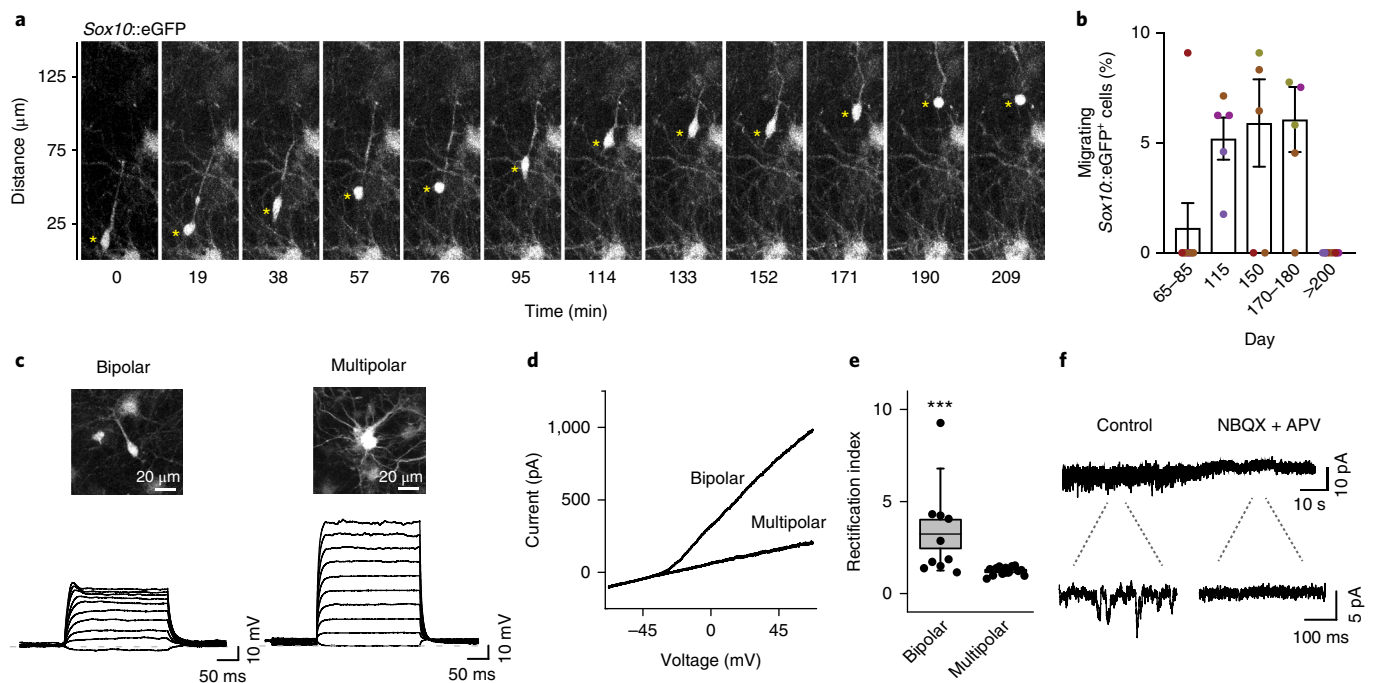 a
Sox10::eGFP
Distance (μm)
125
75
25
* * * * * * * * * * * *
0 19 38 57 76 95 114 133 152 171 190 209
Time (min)
b
Migrating
Sox10::eGFP+ cells (%)
10
5
0
65–85 115 150 170–180 >200
Day
c
Bipolar Multipolar
20 μm 20 μm
10 mV 10 mV
50 ms 50 ms
d
Current (pA)
1,000
500
0
Bipolar
Multipolar
–45 0 45
Voltage (mV)
e
Rectification index
10
5
0
***
Bipolar Multipolar
f
Control NBQX + APV
10 pA
10 s
5 pA
100 ms